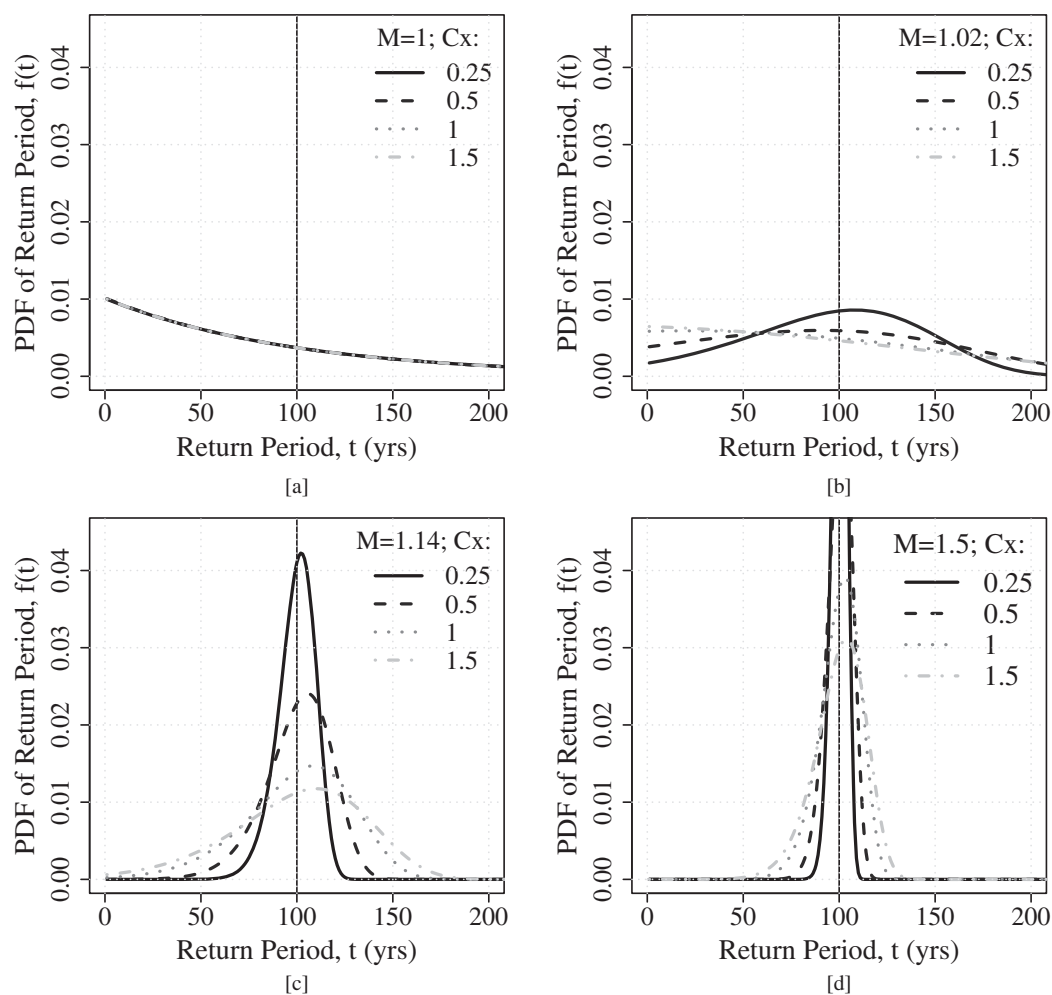 M=1; Cx:
0.25
0.5
1
1.5
PDF of Return Period, f(t)
0.04
0.03
0.02
0.01
0.00
0 50 100 150 200
Return Period, t (yrs)
[a]
M=1.02; Cx:
0.25
0.5
1
1.5
PDF of Return Period, f(t)
0.04
0.03
0.02
0.01
0.00
0 50 100 150 200
Return Period, t (yrs)
[b]
M=1.14; Cx:
0.25
0.5
1
1.5
PDF of Return Period, f(t)
0.04
0.03
0.02
0.01
0.00
0 50 100 150 200
Return Period, t (yrs)
[c]
M=1.5; Cx:
0.25
0.5
1
1.5
PDF of Return Period, f(t)
0.04
0.03
0.02
0.01
0.00
0 50 100 150 200
Return Period, t (yrs)
[d]